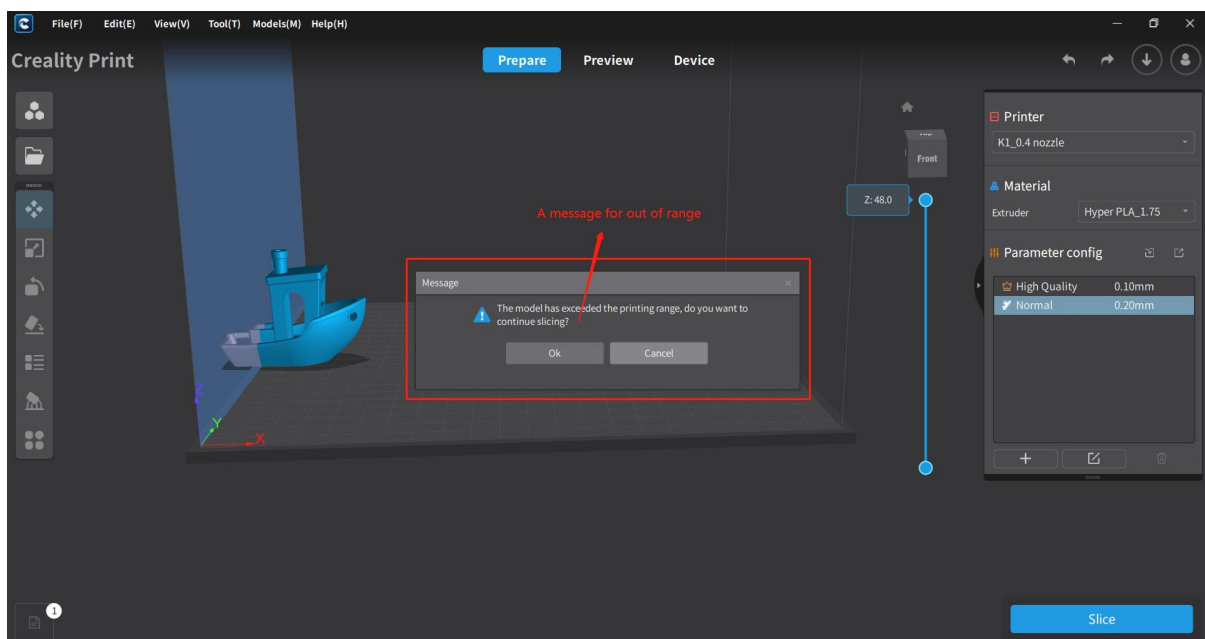 File(F) Edit(E) View(V) Tool(T) Models(M) Help(H)
Creality Print
Prepare Preview Device
Printer
K1_0.4 nozzle
Front
Material
Z: 48.0
Extruder Hyper PLA_1.75
A message for out of range
Parameter config
Message
High Quality 0.10mm
Normal 0.20mm
The model has exceeded the printing range, do you want to
continue slicing?
Ok Cancel
Z
Y
X
1
Slice